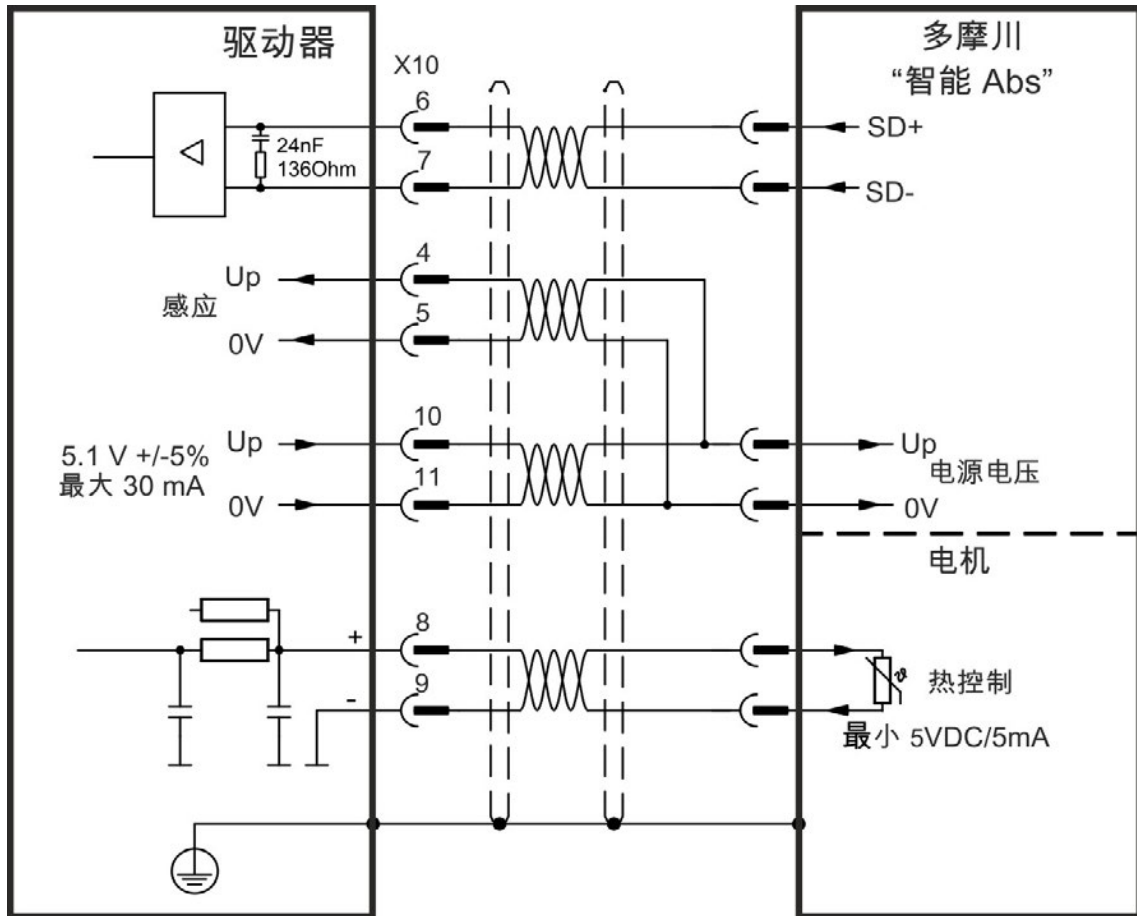 驱动器
X10
多摩川
“智能 Abs”
6
24nF
136Ohm
7
SD+
SD-
4
Up
感应
5
0V
10
5.1 V +/-5%
最大 30 mA
Up
11
0V
Up
电源电压
0V
电机
+
8
9
-
ϑ
热控制
最小 5VDC/5mA